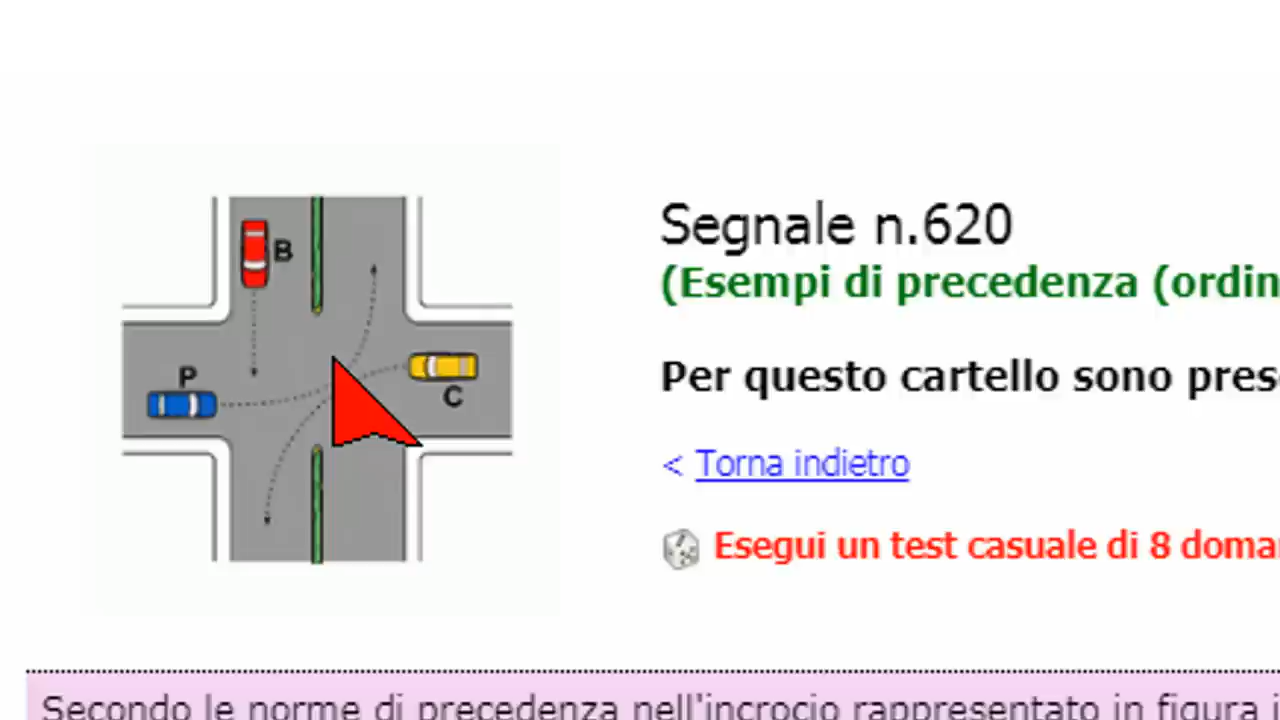 B
P
C
Segnale n.620
(Esempi di precedenza (ordin
Per questo cartello sono pres
< Torna indietro
Esegui un test casuale di 8 doma
Secondo le norme di precedenza nell'incrocio rappresentato in figura i